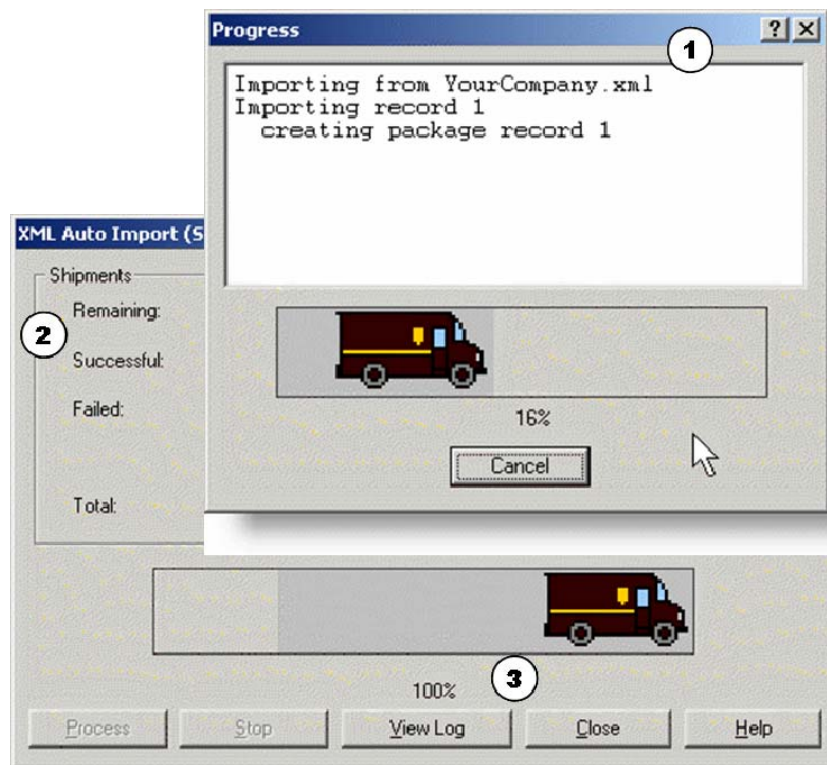 Progress
1
Importing from YourCompany.xml
Importing record 1
creating package record 1
16%
Cancel
XML Auto Import (S
Shipments
Remaining:
2
Successful:
Failed:
Total:
100%
3
Process
Stop
View Log
Close
Help